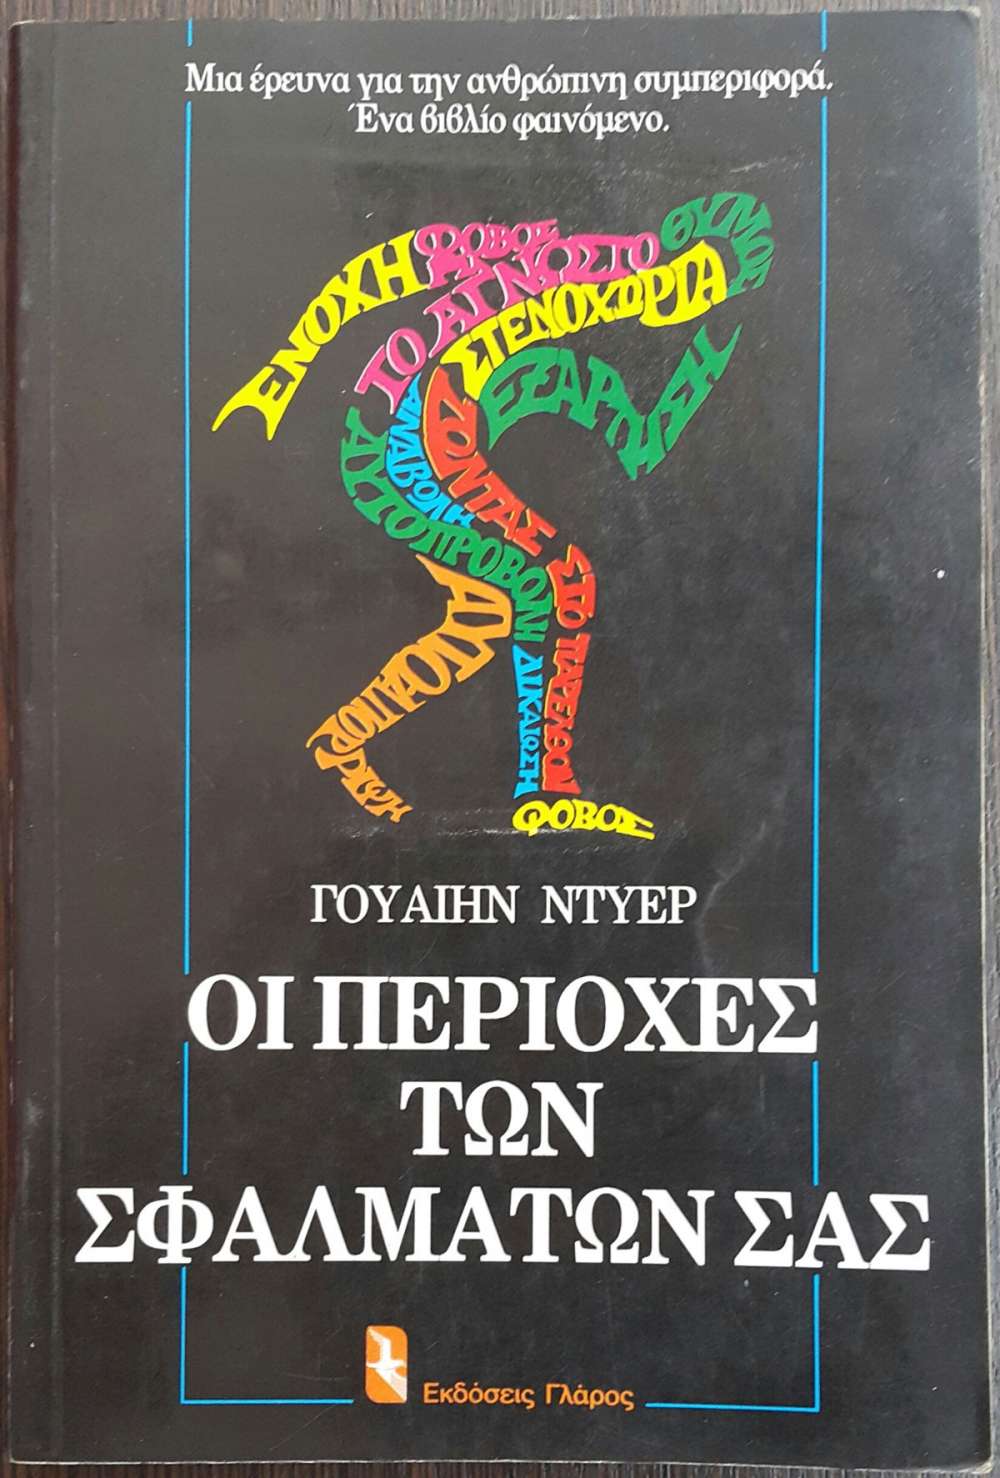 Μια έρευνα για την ανθρώπινη συμπεριφορά.
Ένα βιβλίο φαινόμενο.
ΕΝΟΧΗ
ΦΟΒΟΣ
ΘΥΜΟΣ
ΤΟ ΑΓΝΩΣΤΟ
ΣΤΕΝΟΧΩΡΙΑ
ΕΞΑΡΤΗΣΗ
ΑΝΑΒΟΛΗ
ΖΩΝΤΑΣ
ΣΤΟ ΠΑΡΕΛΘΟΝ
ΑΥΤΟΠΡΟΒΟΛΗ
ΑΥΤΟΑΠΟΡΡΙΨΗ
ΔΙΚΑΙΩΣΗ
ΦΟΒΟΣ
ΓΟΥΑΙΗΝ ΝΤΥΕΡ
ΟΙ ΠΕΡΙΟΧΕΣ
ΤΩΝ
ΣΦΑΛΜΑΤΩΝ ΣΑΣ
Εκδόσεις Γλάρος